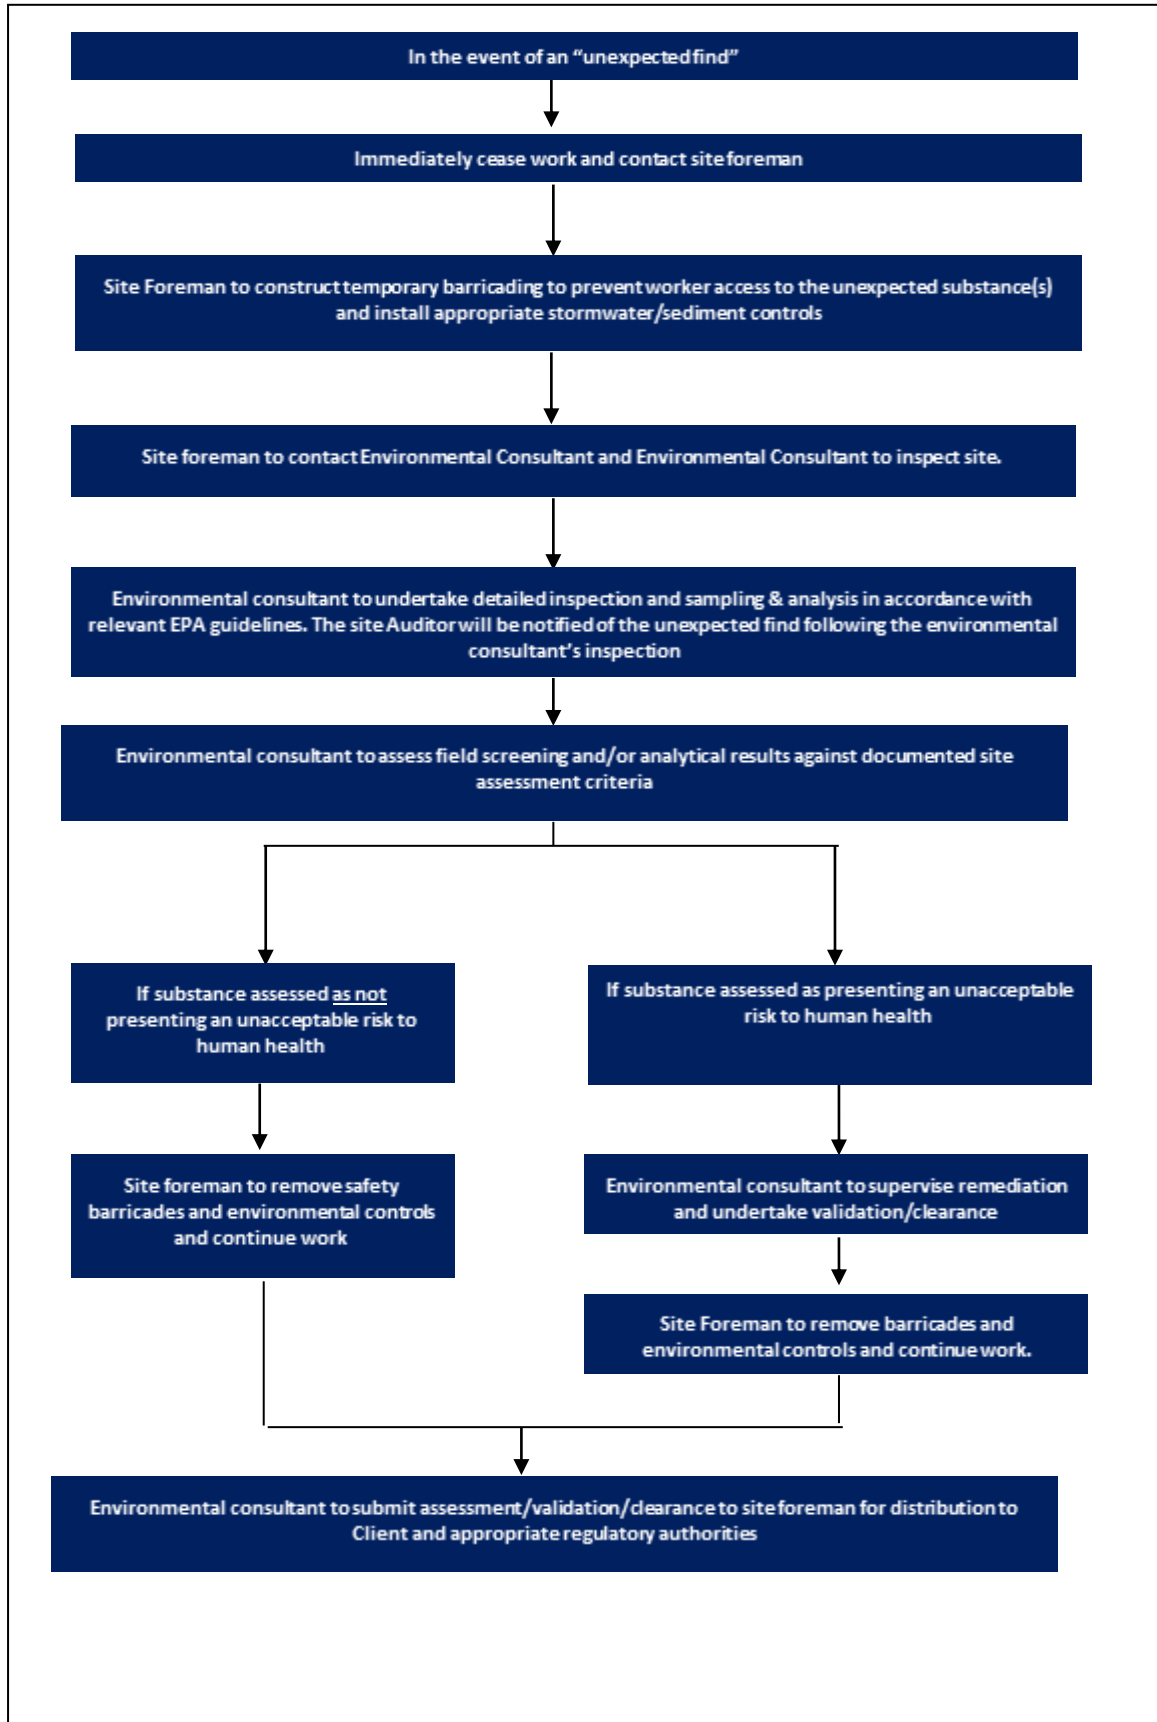 In the event of an “unexpected find”
Immediately cease work and contact site foreman
Site Foreman to construct temporary barricading to prevent worker access to the unexpected substance(s)
and install appropriate stormwater/sediment controls
Site foreman to contact Environmental Consultant and Environmental Consultant to inspect site.
Environmental consultant to undertake detailed inspection and sampling & analysis in accordance with
relevant EPA guidelines. The site Auditor will be notified of the unexpected find following the environmental
consultant’s inspection
Environmental consultant to assess field screening and/or analytical results against documented site
assessment criteria
If substance assessed as not
presenting an unacceptable risk to
human health
If substance assessed as presenting an unacceptable
risk to human health
Site foreman to remove safety
barricades and environmental controls
and continue work
Environmental consultant to supervise remediation
and undertake validation/clearance
Site Foreman to remove barricades and
environmental controls and continue work.
Environmental consultant to submit assessment/validation/clearance to site foreman for distribution to
Client and appropriate regulatory authorities